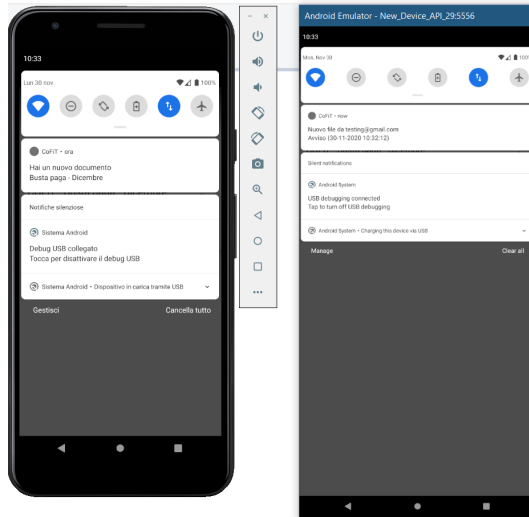 10:33
Lun 30 nov
100%
CoFiT • ora
Hai un nuovo documento
Busta paga - Dicembre
Notifiche silenziose
Sistema Android
Debug USB collegato
Tocca per disattivare il debug USB
Sistema Android • Dispositivo in carica tramite USB
Gestisci
Cancella tutto
Android Emulator - New_Device_API_29:5556
10:33
Mon, Nov 30
100%
CoFiT • now
Nuovo file da testing@gmail.com
Avviso (30-11-2020 10:32:12)
Silent notifications
Android System
USB debugging connected
Tap to turn off USB debugging
Android System • Charging this device via USB
Manage
Clear all